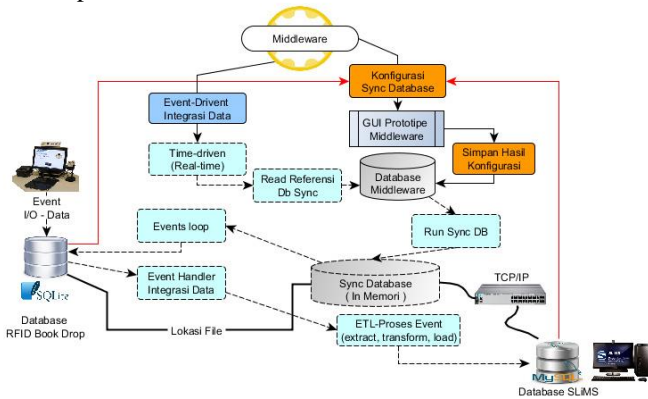 Middleware
Konfigurasi
Sync Database
Event-Drivent
Integrasi Data
GUI Prototipe
Middleware
Time-driven
(Real-time)
Simpan Hasil
Konfigurasi
Read Referensi
Db Sync
Database
Middleware
Event
I/O - Data
Events loop
Run Sync DB
Event Handler
Integrasi Data
Sync Database
( In Memori )
TCP/IP
SQLite
Database
RFID Book Drop
Lokasi File
ETL-Proses Event
(extract, transform, load)
MySQL
Database SLiMS